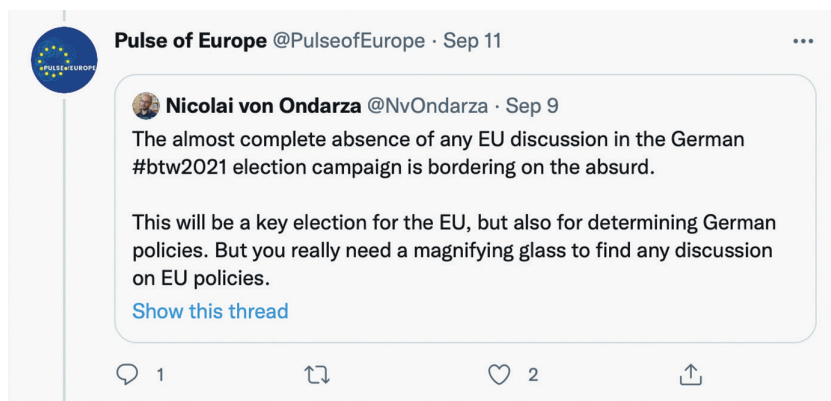 Pulse of Europe @PulseofEurope · Sep 11
PULSE of EUROPE
Nicolai von Ondarza @NvOndarza · Sep 9
The almost complete absence of any EU discussion in the German
#btw2021 election campaign is bordering on the absurd.
This will be a key election for the EU, but also for determining German
policies. But you really need a magnifying glass to find any discussion
on EU policies.
Show this thread
1
2